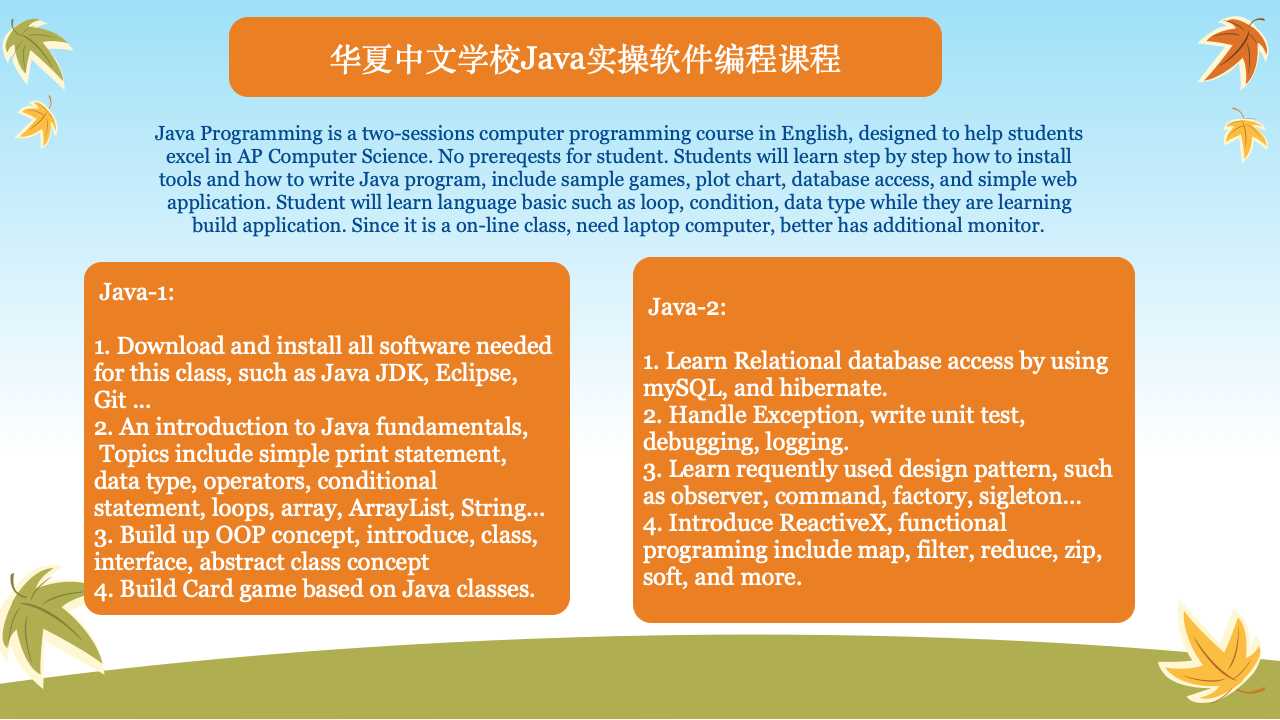 华夏中文学校Java实操软件编程课程
Java Programming is a two-sessions computer programming course in English, designed to help students
excel in AP Computer Science. No prereqests for student. Students will learn step by step how to install
tools and how to write Java program, include sample games, plot chart, database access, and simple web
application. Student will learn language basic such as loop, condition, data type while they are learning
build application. Since it is a on-line class, need laptop computer, better has additional monitor.
Java-1:
1. Download and install all software needed
for this class, such as Java JDK, Eclipse,
Git ...
2. An introduction to Java fundamentals,
Topics include simple print statement,
data type, operators, conditional
statement, loops, array, ArrayList, String...
3. Build up OOP concept, introduce, class,
interface, abstract class concept
4. Build Card game based on Java classes.
Java-2:
1. Learn Relational database access by using
mySQL, and hibernate.
2. Handle Exception, write unit test,
debugging, logging.
3. Learn requently used design pattern, such
as observer, command, factory, sigleton...
4. Introduce ReactiveX, functional
programing include map, filter, reduce, zip,
soft, and more.